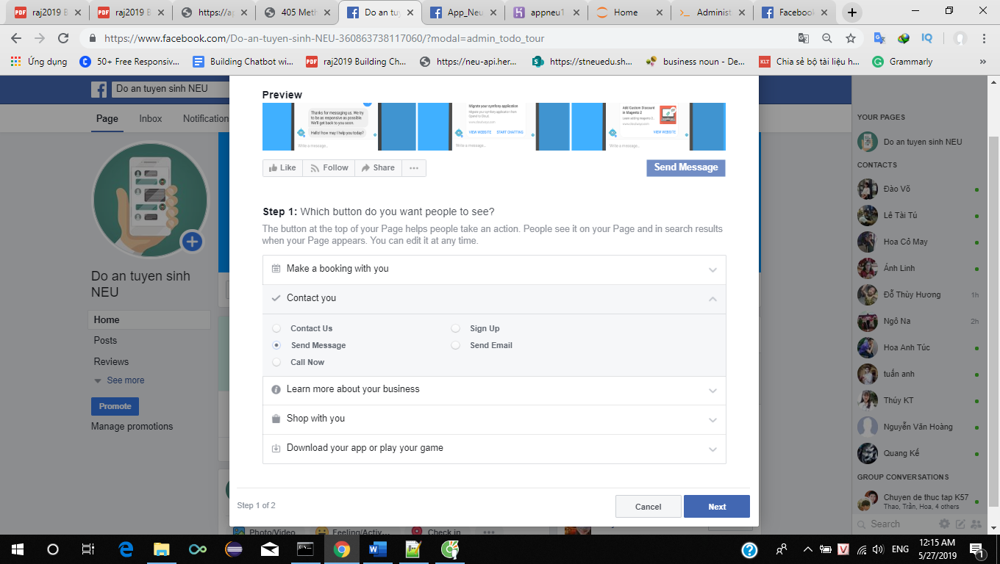 raj2019 B
raj2019 B
https://ap
405 Meth
Do an tuy
App_Neu
appneu1
Home
Administ
Facebook
https://www.facebook.com/Do-an-tuyen-sinh-NEU-360863738117060/?modal=admin_todo_tour
Ứng dụng
50+ Free Responsiv...
Building Chatbot wi...
raj2019 Building Ch...
https://neu-api.her...
https://stneuedu.sh...
business noun - De...
Chia sẻ bộ tài liệu h...
Grammarly
Do an tuyen sinh NEU
Page
Inbox
Notification
Do an tuyen sinh
NEU
Home
Posts
Reviews
See more
Promote
Manage promotions
Preview
Thanks for messaging us. We try
to be as responsive as possible
We'll get back to you soon.
Hello! how may I help you today?
Write a message..
Migrate your symfony application
www.cloudways.com
VIEW WEBSITE
START CHATTING
Write a message..
Add Custom Discount
in Magento 2
VIEW WEBSITE
Write a message..
Like
Follow
Share
...
Send Message
Step 1: Which button do you want people to see?
The button at the top of your Page helps people take an action. People see it on your Page and in search results
when your Page appears. You can edit it at any time.
Make a booking with you
Contact you
Contact Us
Sign Up
Send Message
Send Email
Call Now
Learn more about your business
Shop with you
Download your app or play your game
Step 1 of 2
Cancel
Next
Photo/Video
Feeling/Activ...
Check in
YOUR PAGES
Do an tuyen sinh NEU
CONTACTS
Đào Võ
Lê Tài Tú
Hoa Cỏ May
Ánh Linh
Đỗ Thùy Hương
1h
Ngô Na
2h
Hoa Anh Túc
tuấn anh
Thúy KT
Nguyễn Văn Hoàng
Quang Kế
GROUP CONVERSATIONS
Chuyen de thuc tap K57
Thao, Trần, Hoa, 4 others
Search
ENG
12:15 AM
5/27/2019
1